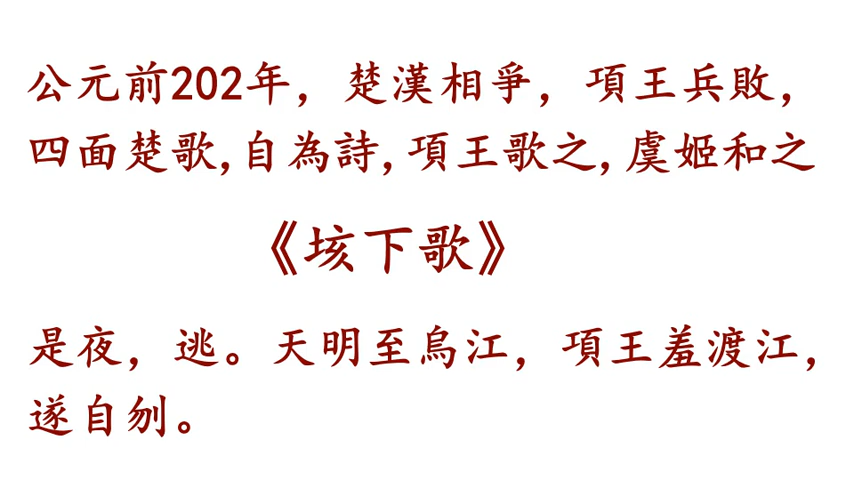 公元前202年，楚漢相爭，項王兵敗，
四面楚歌,自為詩,項王歌之,虞姬和之
《垓下歌》
是夜，逃。天明至烏江，項王羞渡江，
遂自刎。